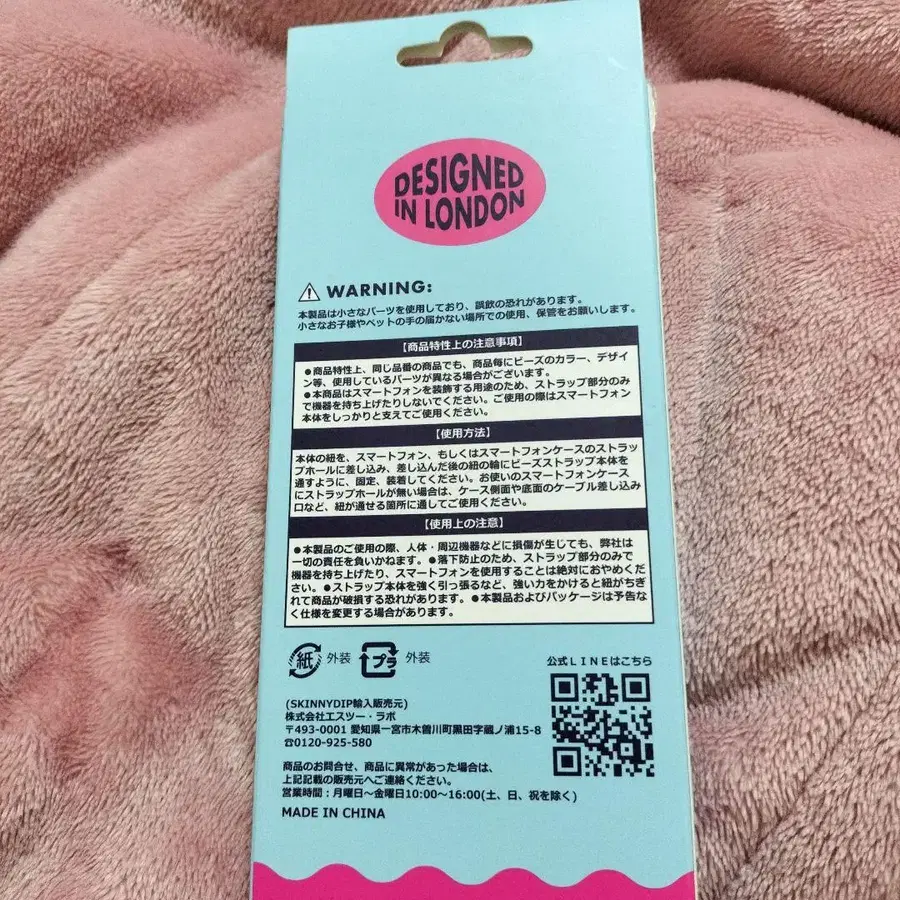 DESIGNED
IN LONDON
WARNING:
本製品は小さなパーツを使用しており、誤飲の恐れがあります。
小さなお子様やペットの手の届かない場所での使用、保管をお願いします。
【商品特性上の注意事項】
●商品特性上、同じ品番の商品でも、商品毎にビーズのカラー、デザイ
ン等、使用しているパーツが異なる場合がございます。
●本商品はスマートフォンを装飾する用途のため、ストラップ部分のみ
で機器を持ち上げたりしないでください。ご使用の際はスマートフォン
本体をしっかりと支えてご使用ください。
【使用方法】
本体の紐を、スマートフォン、もしくはスマートフォンケースのストラッ
プホールに差し込み、差し込んだ後の紐の輪にビーズストラップ本体を
通すように、固定、装着してください。お使いのスマートフォンケース
にストラップホールが無い場合は、ケース側面や底面のケーブル差し込み
口など、紐が通せる箇所に通してご使用ください。
【使用上の注意】
●本製品のご使用の際、人体・周辺機器などに損傷が生じても、弊社は
一切の責任を負いかねます。●落下防止のため、ストラップ部分のみで
機器を持ち上げたり、スマートフォンを使用することは絶対におやめくだ
さい。●ストラップ本体を強く引っ張るなど、強い力をかけると紐がちぎ
れて商品が破損する恐れがあります。●本製品およびパッケージは予告な
く仕様を変更する場合があります。
紙 外装 プラ 外装
公式LINEはこちら
(SKINNYDIP輸入販売元)
株式会社エスツー・ラボ
〒493-0001 愛知県一宮市木曽川町黒田字蔵ノ浦15-8
☎0120-925-580
商品のお問合せ、商品に異常があった場合は、
上記記載の販売元へご連絡ください。
営業時間：月曜日～金曜日10:00～16:00(土、日、祝を除く)
MADE IN CHINA